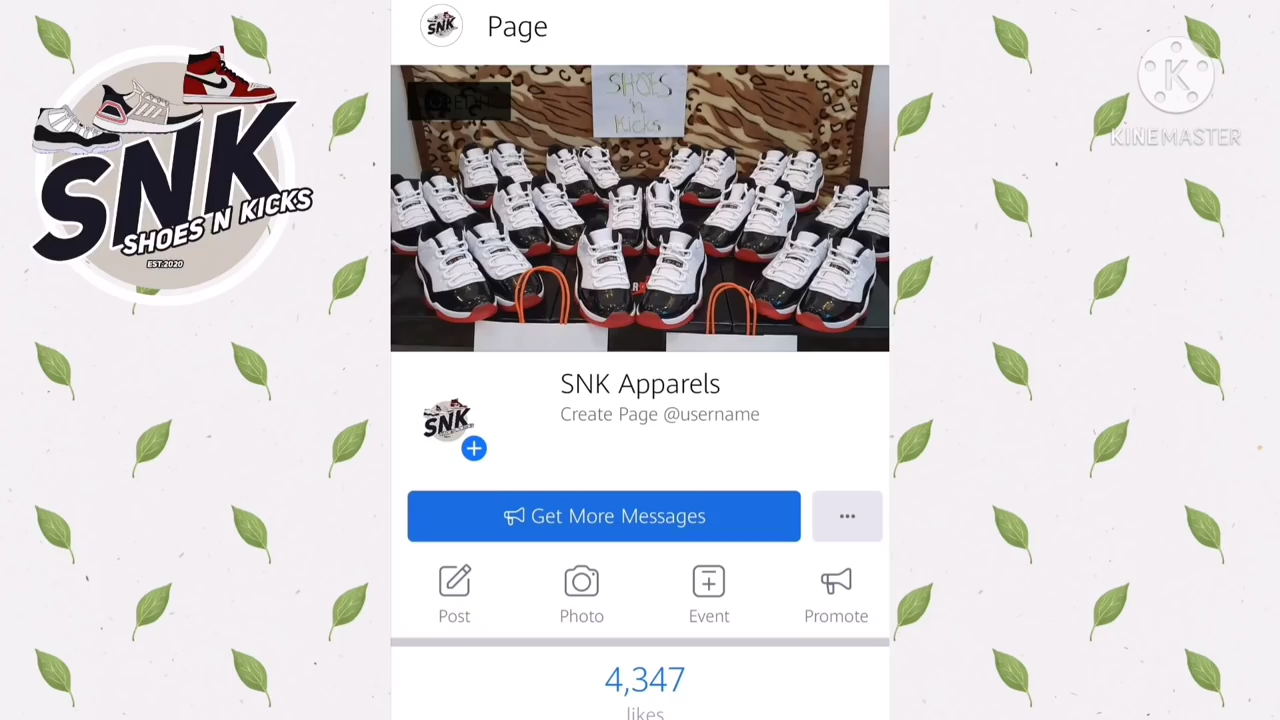 SNK
Page
SHOES
'n
Kicks
KINEMASTER
SNK
SHOES N KICKS
EST:2020
SNK Apparels
Create Page @username
SNK
Get More Messages
Post
Photo
Event
Promote
4,347
likes